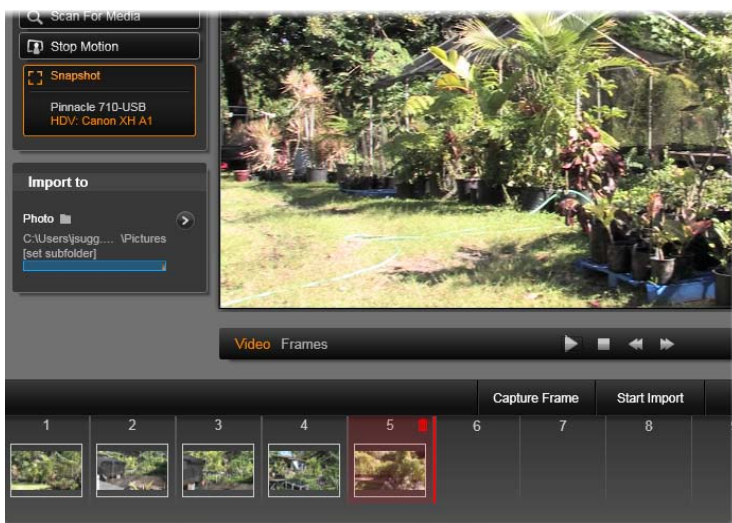 Scan For Media
Stop Motion
Snapshot
Pinnacle 710-USB
HDV: Canon XH A1
Import to
Photo
C:\Users\jsugg.... \Pictures
[set subfolder]
Video Frames
Capture Frame Start Import
1 2 3 4 5 6 7 8